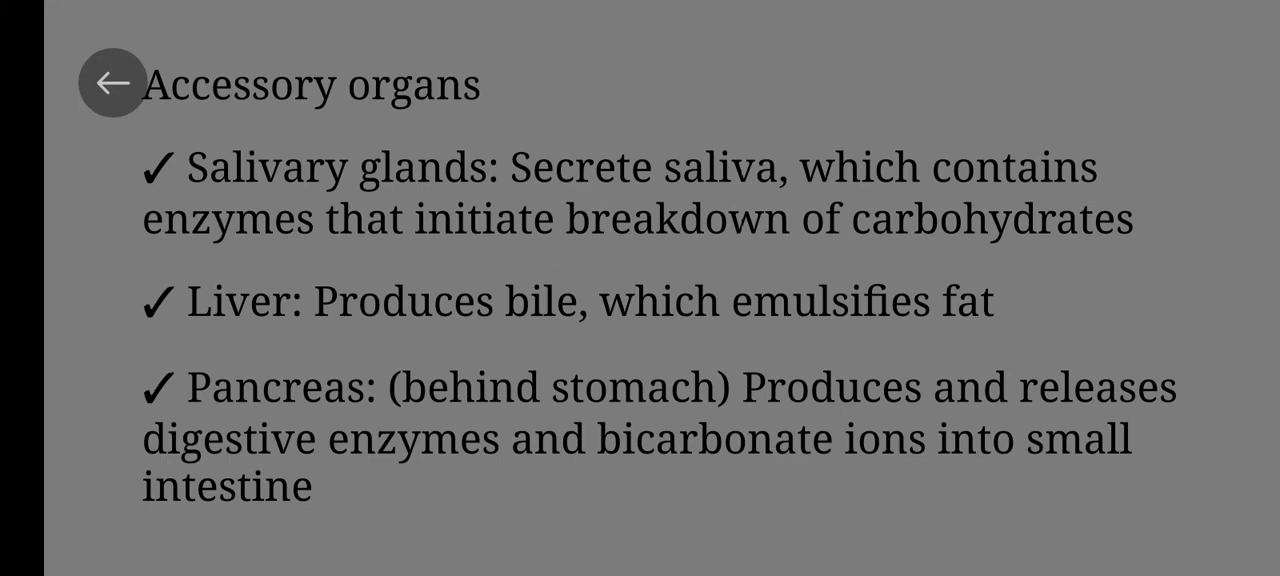 Accessory organs
✓ Salivary glands: Secrete saliva, which contains
enzymes that initiate breakdown of carbohydrates
✓ Liver: Produces bile, which emulsifies fat
✓ Pancreas: (behind stomach) Produces and releases
digestive enzymes and bicarbonate ions into small
intestine